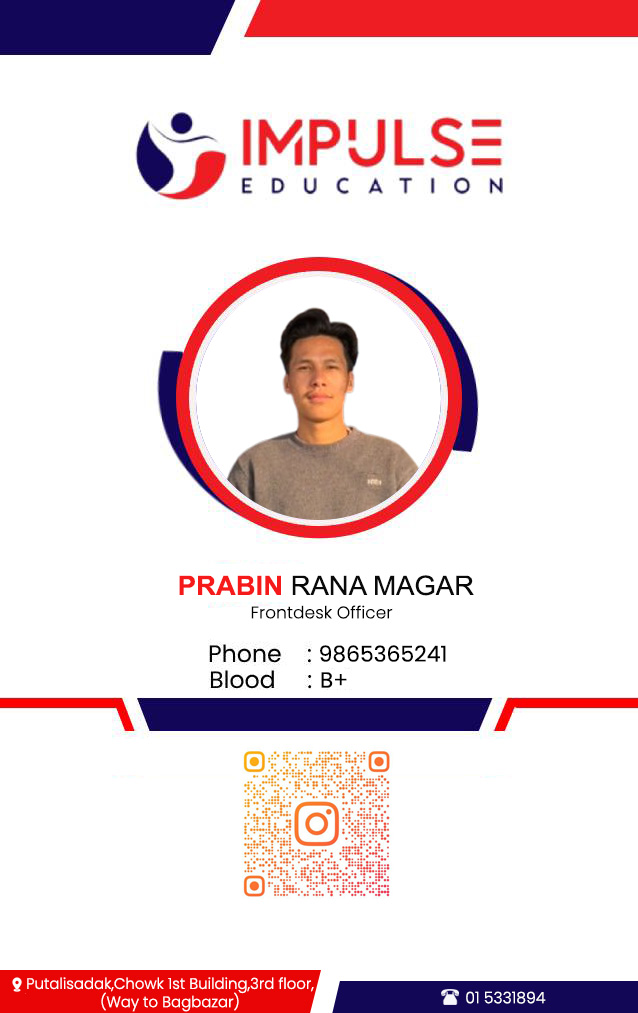 IMPULSE
EDUCATION
PRABIN RANA MAGAR
Frontdesk Officer
Phone : 9865365241
Blood : B+
Putalisadak,Chowk 1st Building,3rd floor,
(Way to Bagbazar)
01 5331894